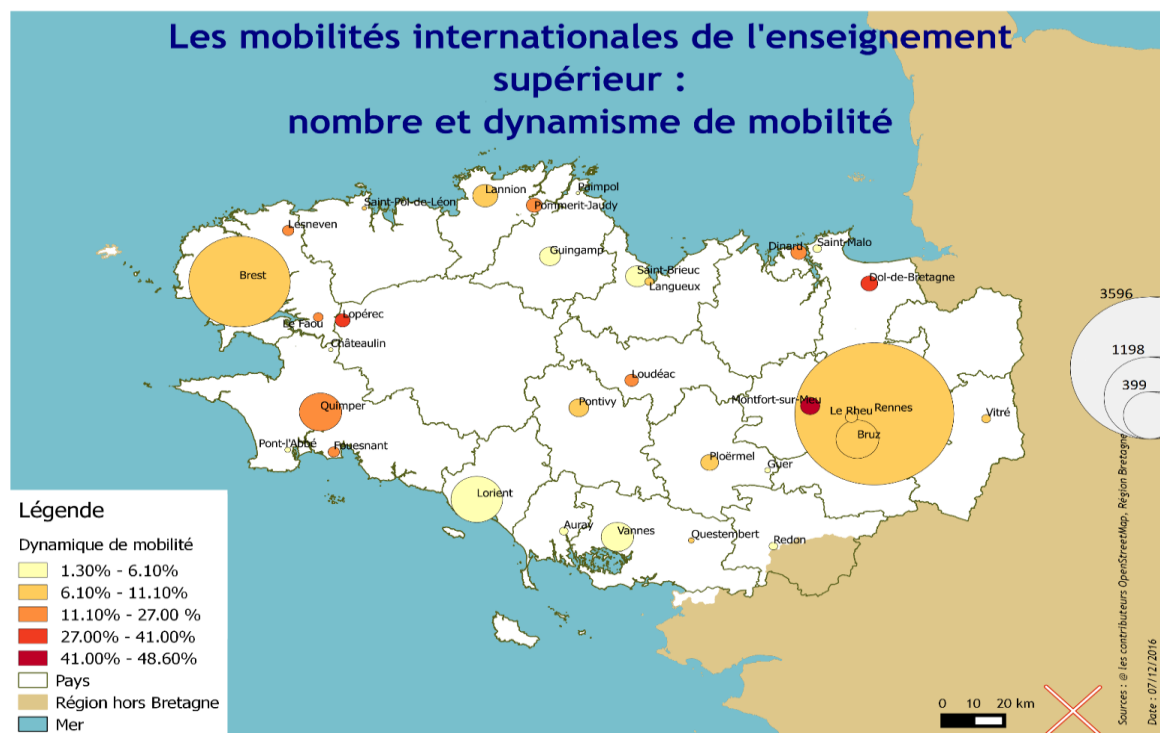 Les mobilités internationales de l'enseignement
supérieur :
nombre et dynamisme de mobilité
Paimpol
Lannion
Saint-Pol-de-Léon
Pommerit-Jaudy
Lesneven
Guingamp
Dinard
Saint-Malo
Brest
Saint-Brieuc
Langueux
Dol-de-Bretagne
Le Faou
Lopérec
Châteaulin
Loudéac
Quimper
Pontivy
Montfort-sur-Meu
Le Rheu
Rennes
Vitré
Bruz
Pont-l'Abbé
Fouesnant
Ploërmel
Guer
Lorient
Auray
Vannes
Questembert
Redon
3596
1198
399
Légende
Dynamique de mobilité
1.30% - 6.10%
6.10% - 11.10%
11.10% - 27.00 %
27.00% - 41.00%
41.00% - 48.60%
Pays
Région hors Bretagne
Mer
0 10 20 km
Sources : @ les contributeurs OpenStreetMap, Région Bretagne
Date : 07/12/2016